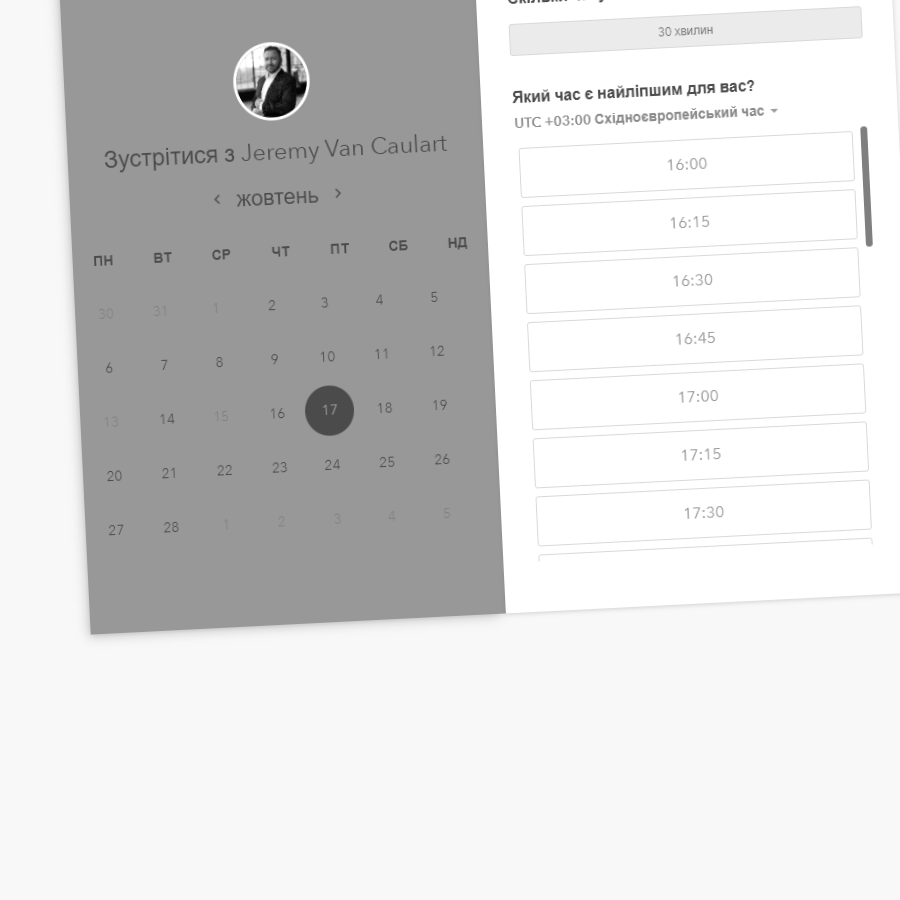 Зустрітися з Jeremy Van Caulart
‹ жовтень ›
ПН ВТ СР ЧТ ПТ СБ НД
30 31 1 2 3 4 5
6 7 8 9 10 11 12
13 14 15 16 17 18 19
20 21 22 23 24 25 26
27 28 1 2 3 4 5
30 хвилин
Який час є найліпшим для вас?
UTC +03:00 Східноєвропейський час
16:00
16:15
16:30
16:45
17:00
17:15
17:30